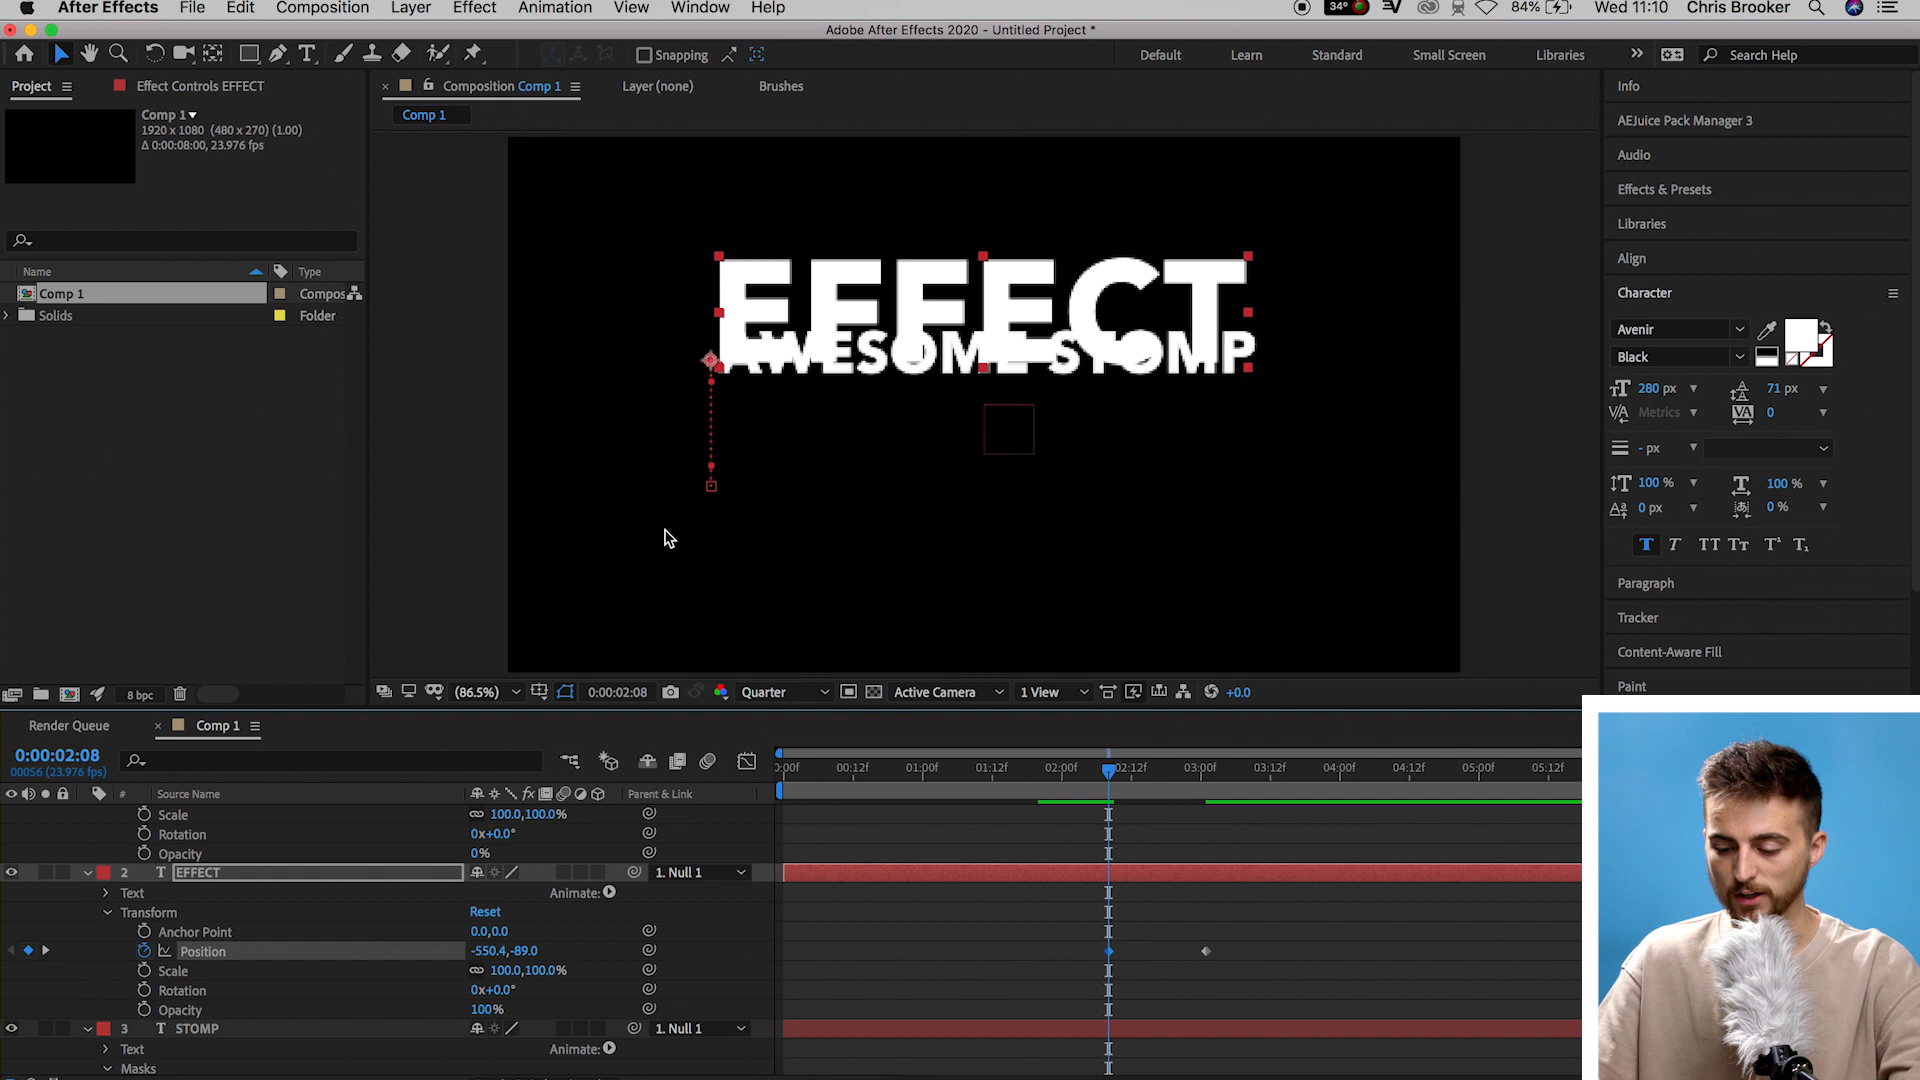 After Effects File Edit Composition Layer Effect Animation View Window Help 34° 84% Wed 11:10 Chris Brooker
Adobe After Effects 2020 - Untitled Project *
Snapping Default Learn Standard Small Screen Libraries Search Help
Project Effect Controls EFFECT
Composition Comp 1 Layer (none) Brushes
Comp 1
Comp 1
1920 x 1080 (480 x 270) (1.00)
Δ 0:00:08:00, 23.976 fps
Name Type
Comp 1 Compos
Solids Folder
EFFECT
AWESOME STOMP
Info
AEJuice Pack Manager 3
Audio
Effects & Presets
Libraries
Align
Character
Avenir
Black
280 px 71 px
Metrics 0
- px
100 % 100 %
0 px 0 %
T T TT Tt T¹ T₁
Paragraph
Tracker
Content-Aware Fill
Paint
8 bpc
(86.5%) 0:00:02:08 Quarter Active Camera 1 View +0.0
Render Queue Comp 1
0:00:02:08
00056 (23.976 fps)
:00f 00:12f 01:00f 01:12f 02:00f 02:12f 03:00f 03:12f 04:00f 04:12f 05:00f 05:12f
# Source Name Parent & Link
Scale 100.0,100.0%
Rotation 0x+0.0°
Opacity 0%
2 T EFFECT 1. Null 1
Text Animate:
Transform Reset
Anchor Point 0.0,0.0
Position -550.4,-89.0
Scale 100.0,100.0%
Rotation 0x+0.0°
Opacity 100%
3 T STOMP 1. Null 1
Text Animate:
Masks